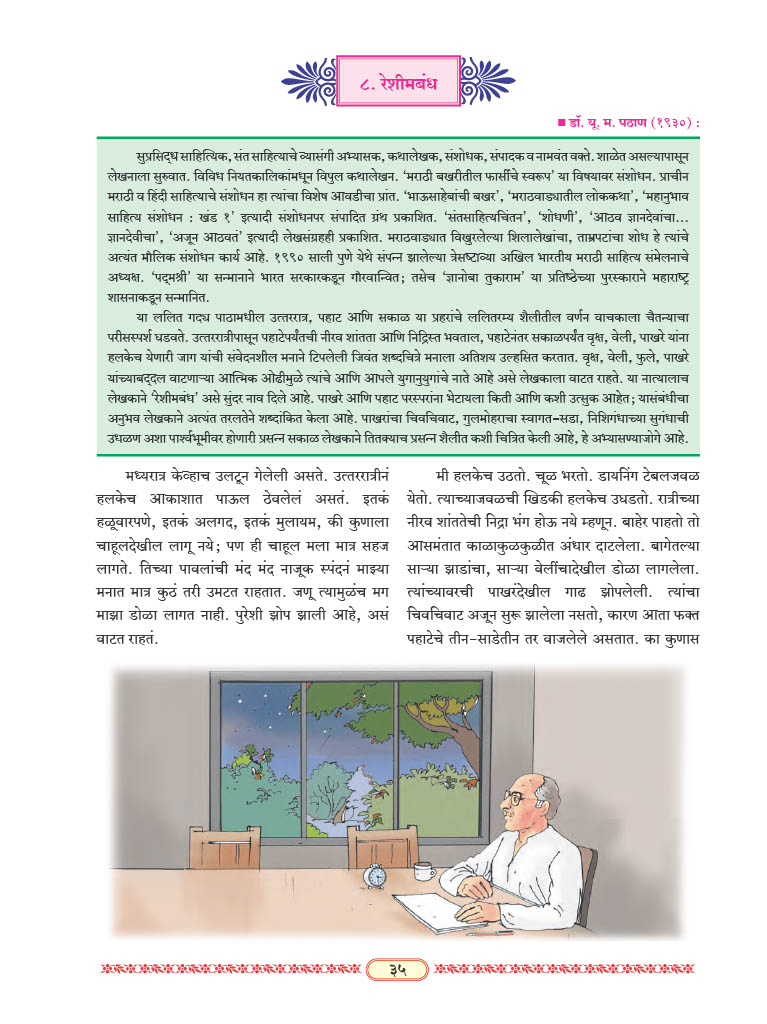 ८. रेशीमबंध
■ डॉ. यू. म. पठाण (१९३०) :
सुप्रसिद्ध साहित्यिक, संत साहित्याचे व्यासंगी अभ्यासक, कथालेखक, संशोधक, संपादक व नामवंत वक्ते. शाळेत असल्यापासून
लेखनाला सुरुवात. विविध नियतकालिकांमधून विपुल कथालेखन. ‘मराठी बखरीतील फार्सीचे स्वरूप’ या विषयावर संशोधन. प्राचीन
मराठी व हिंदी साहित्याचे संशोधन हा त्यांचा विशेष आवडीचा प्रांत. ‘भाऊसाहेबांची बखर’, ‘मराठवाड्यातील लोककथा’, ‘महानुभाव
साहित्य संशोधन : खंड १’ इत्यादी संशोधनपर संपादित ग्रंथ प्रकाशित. ‘संतसाहित्यचिंतन’, ‘शोधणी’, ‘आठव ज्ञानदेवांचा...
ज्ञानदेवीचा’, ‘अजून आठवतं’ इत्यादी लेखसंग्रहही प्रकाशित. मराठवाड्यात विखुरलेल्या शिलालेखांचा, ताम्रपटांचा शोध हे त्यांचे
अत्यंत मौलिक संशोधन कार्य आहे. १९९० साली पुणे येथे संपन्न झालेल्या त्रेसष्टाव्या अखिल भारतीय मराठी साहित्य संमेलनाचे
अध्यक्ष. ‘पद्मश्री’ या सन्मानाने भारत सरकारकडून गौरवान्वित; तसेच ‘ज्ञानोबा तुकाराम’ या प्रतिष्ठेच्या पुरस्काराने महाराष्ट्र
शासनाकडून सन्मानित.
या ललित गद्य पाठामधील उत्तररात्र, पहाट आणि सकाळ या प्रहरांचे ललितरम्य शैलीतील वर्णन वाचकाला चैतन्याचा
परीसस्पर्श घडवते. उत्तररात्रीपासून पहाटेपर्यंतची नीरव शांतता आणि निद्रिस्त भवताल, पहाटेनंतर सकाळपर्यंत वृक्ष, वेली, पाखरे यांना
हलकेच येणारी जाग यांची संवेदनशील मनाने टिपलेली जिवंत शब्दचित्रे मनाला अतिशय उल्हसित करतात. वृक्ष, वेली, फुले, पाखरे
यांच्याबद्दल वाटणाऱ्या आत्मिक ओढीमुळे त्यांचे आणि आपले युगानुयुगांचे नाते आहे असे लेखकाला वाटत राहते. या नात्यालाच
लेखकाने ‘रेशीमबंध’ असे सुंदर नाव दिले आहे. पाखरे आणि पहाट परस्परांना भेटायला किती आणि कशी उत्सुक आहेत; यासंबंधीचा
अनुभव लेखकाने अत्यंत तरलतेने शब्दांकित केला आहे. पाखरांचा चिवचिवाट, गुलमोहराचा स्वागत-सडा, निशिगंधाच्या सुगंधाची
उधळण अशा पार्श्वभूमीवर होणारी प्रसन्न सकाळ लेखकाने तितक्याच प्रसन्न शैलीत कशी चित्रित केली आहे, हे अभ्यासण्याजोगे आहे.
मध्यरात्र केव्हाच उलटून गेलेली असते. उत्तररात्रीनं
हलकेच आकाशात पाऊल ठेवलेलं असतं. इतकं
हळूवारपणे, इतकं अलगद, इतकं मुलायम, की कुणाला
चाहूलदेखील लागू नये; पण ही चाहूल मला मात्र सहज
लागते. तिच्या पावलांची मंद मंद नाजूक स्पंदनं माझ्या
मनात मात्र कुठं तरी उमटत राहतात. जणू त्यामुळंच मग
माझा डोळा लागत नाही. पुरेशी झोप झाली आहे, असं
वाटत राहतं.
मी हलकेच उठतो. चूळ भरतो. डायनिंग टेबलजवळ
येतो. त्याच्याजवळची खिडकी हलकेच उघडतो. रात्रीच्या
नीरव शांततेची निद्रा भंग होऊ नये म्हणून. बाहेर पाहतो तो
आसमंतात काळाकुळकुळीत अंधार दाटलेला. बागेतल्या
साऱ्या झाडांचा, साऱ्या वेलींचादेखील डोळा लागलेला.
त्यांच्यावरची पाखरंदेखील गाढ झोपलेली. त्यांचा
चिवचिवाट अजून सुरू झालेला नसतो, कारण आता फक्त
पहाटेचे तीन-साडेतीन तर वाजलेले असतात. का कुणास
३५